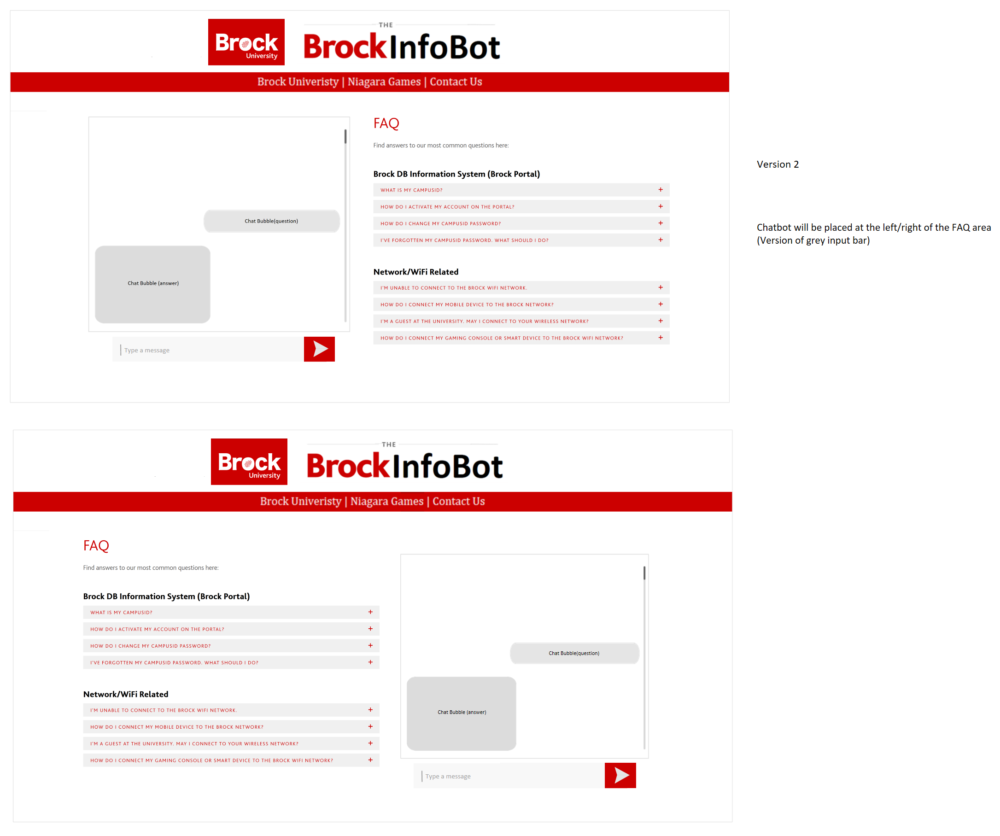 Brock
University
THE
BrockInfoBot
Brock Univeristy | Niagara Games | Contact Us
Chat Bubble(question)
Chat Bubble (answer)
Type a message
FAQ
Find answers to our most common questions here:
Brock DB Information System (Brock Portal)
WHAT IS MY CAMPUSID? +
HOW DO I ACTIVATE MY ACCOUNT ON THE PORTAL? +
HOW DO I CHANGE MY CAMPUSID PASSWORD? +
I'VE FORGOTTEN MY CAMPUSID PASSWORD. WHAT SHOULD I DO? +
Network/WiFi Related
I'M UNABLE TO CONNECT TO THE BROCK WIFI NETWORK. +
HOW DO I CONNECT MY MOBILE DEVICE TO THE BROCK NETWORK? +
I'M A GUEST AT THE UNIVERSITY. MAY I CONNECT TO YOUR WIRELESS NETWORK? +
HOW DO I CONNECT MY GAMING CONSOLE OR SMART DEVICE TO THE BROCK WIFI NETWORK? +
Version 2
Chatbot will be placed at the left/right of the FAQ area
(Version of grey input bar)
Brock
University
THE
BrockInfoBot
Brock Univeristy | Niagara Games | Contact Us
FAQ
Find answers to our most common questions here:
Brock DB Information System (Brock Portal)
WHAT IS MY CAMPUSID? +
HOW DO I ACTIVATE MY ACCOUNT ON THE PORTAL? +
HOW DO I CHANGE MY CAMPUSID PASSWORD? +
I'VE FORGOTTEN MY CAMPUSID PASSWORD. WHAT SHOULD I DO? +
Network/WiFi Related
I'M UNABLE TO CONNECT TO THE BROCK WIFI NETWORK. +
HOW DO I CONNECT MY MOBILE DEVICE TO THE BROCK NETWORK? +
I'M A GUEST AT THE UNIVERSITY. MAY I CONNECT TO YOUR WIRELESS NETWORK? +
HOW DO I CONNECT MY GAMING CONSOLE OR SMART DEVICE TO THE BROCK WIFI NETWORK? +
Chat Bubble(question)
Chat Bubble (answer)
Type a message